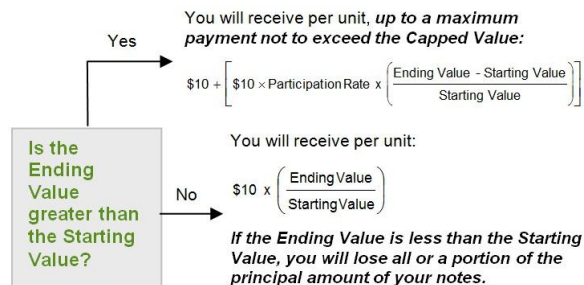 You will receive per unit, up to a maximum
payment not to exceed the Capped Value:
Yes
$10 + [ $10 × Participation Rate x ( Ending Value - Starting Value
Starting Value ) ]
Is the
Ending
Value
greater than
the Starting
Value?
You will receive per unit:
No
$10 x ( Ending Value
Starting Value )
If the Ending Value is less than the Starting
Value, you will lose all or a portion of the
principal amount of your notes.